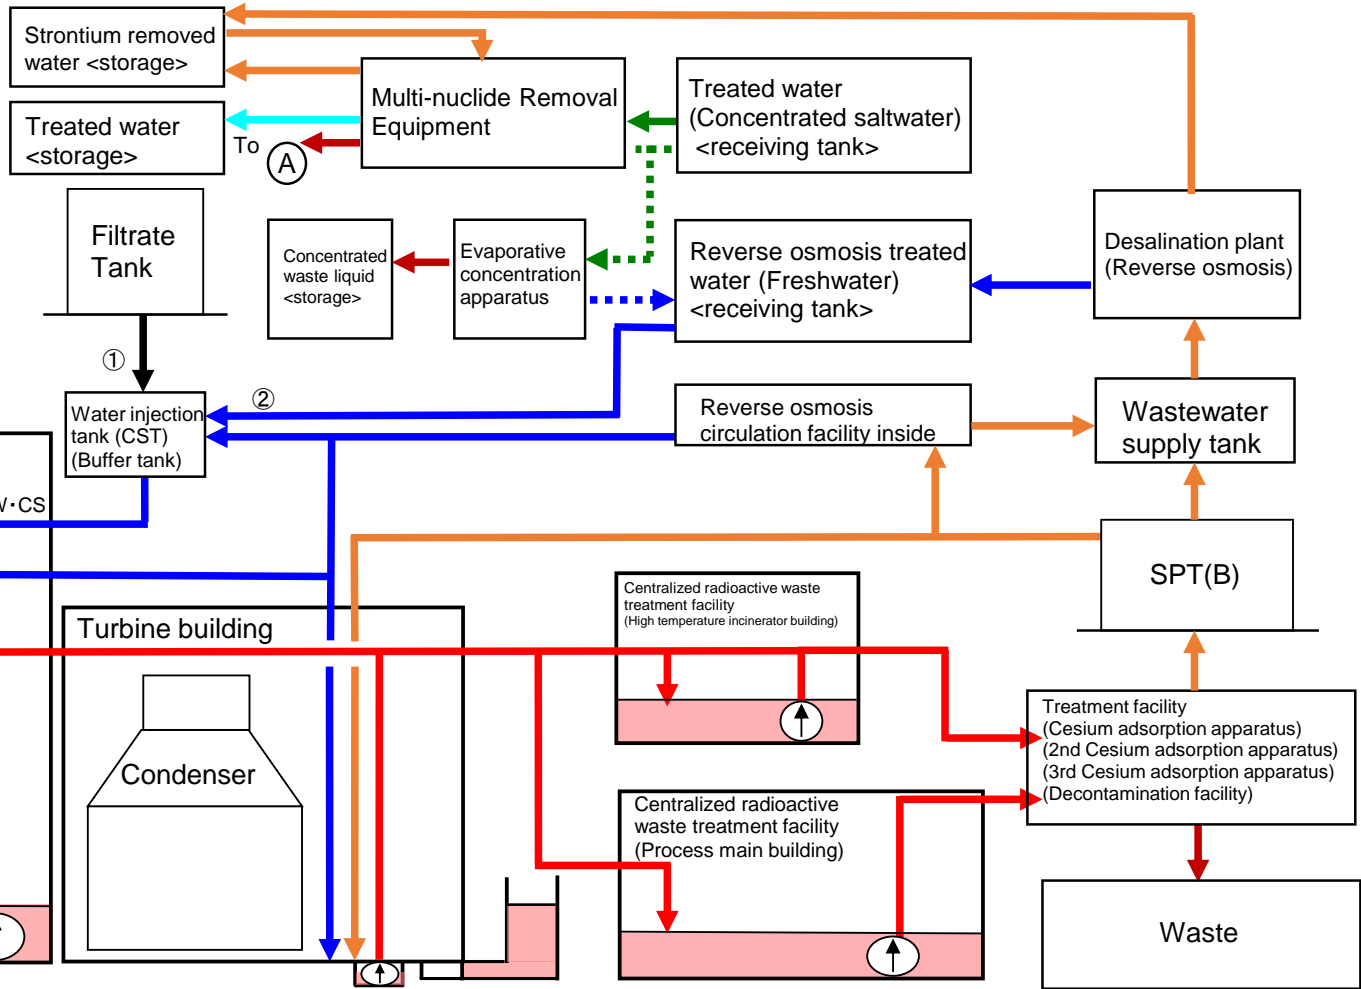 Strontium removed
water <storage>
Multi-nuclide Removal
Equipment
Treated water
(Concentrated saltwater)
<receiving tank>
Treated water
<storage>
To
A
Filtrate
Tank
Concentrated
waste liquid
<storage>
Evaporative
concentration
apparatus
Reverse osmosis treated
water (Freshwater)
<receiving tank>
Desalination plant
(Reverse osmosis)
①
②
Water injection
tank (CST)
(Buffer tank)
Reverse osmosis
circulation facility inside
Wastewater
supply tank
・CS
SPT(B)
Centralized radioactive waste
treatment facility
(High temperature incinerator building)
Turbine building
Condenser
Treatment facility
(Cesium adsorption apparatus)
(2nd Cesium adsorption apparatus)
(3rd Cesium adsorption apparatus)
(Decontamination facility)
Centralized radioactive
waste treatment facility
(Process main building)
Waste